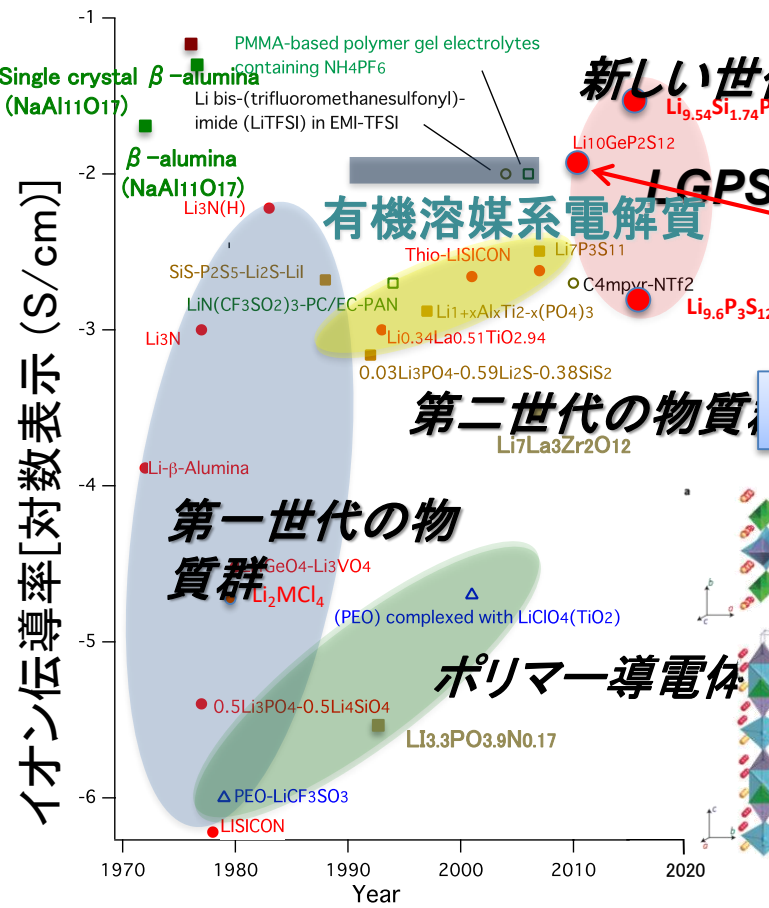 -1
PMMA-based polymer gel electrolytes
containing NH4PF6
Single crystal β-alumina
(NaAl11O17)
新しい世
Li bis-(trifluoromethanesulfonyl)-
imide (LiTFSI) in EMI-TFSI
Li9.54Si1.74P
Li10GeP2S12
β-alumina
(NaAl11O17)
-2
LGPS
Li3N(H)
有機溶媒系電解質
Thio-LISICON
Li7P3S11
SiS-P2S5-Li2S-LiI
C4mpyr-NTf2
LiN(CF3SO2)3-PC/EC-PAN
Li9.6P3S12
Li1+xAlxTi2-x(PO4)3
-3
Li3N
Li0.34La0.51TiO2.94
0.03Li3PO4-0.59Li2S-0.38SiS2
第二世代の物質
Li7La3Zr2O12
Li-β-Alumina
-4
a
第一世代の物
質群
GeO4-Li3VO4
Li2MCl4
b
a
c
(PEO) complexed with LiClO4(TiO2)
-5
ポリマー導電体
0.5Li3PO4-0.5Li4SiO4
LI3.3PO3.9N0.17
-6
PEO-LiCF3SO3
LISICON
c
b
a
イオン伝導率[対数表示 (S/cm)]
1970
1980
1990
2000
2010
2020
Year